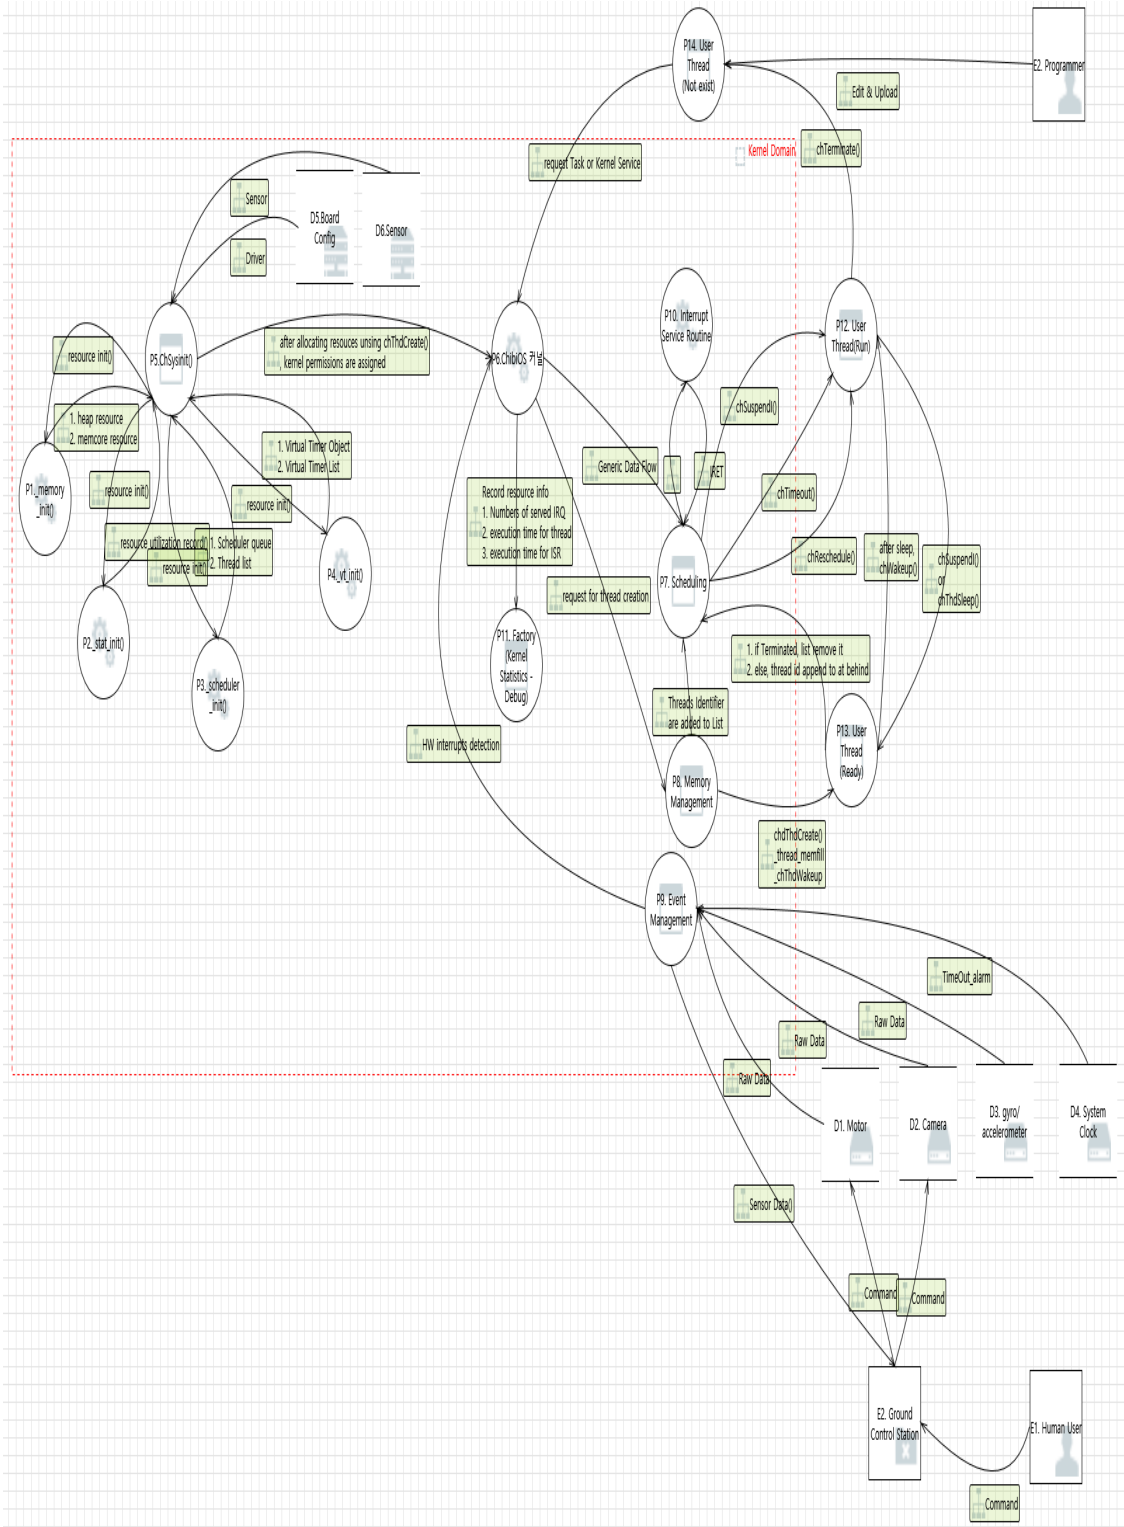 P14. User
Thread
(Not exist)
E2. Programmer
Edit & Upload
chTerminate()
Kernel Domain
request Task or Kernel Service
Sensor
D5.Board
Config
D6.Sensor
Driver
P10. Interrupt
Service Routine
P12. User
Thread(Run)
P5.ChSysinit()
after allocating resouces unsing chThdCreate()
, kernel permissions are assigned
P6.ChibiOS 커널
resource init()
chSuspendI()
1. heap resource
2. memcore resource
1. Virtual Timer Object
2. Virtual Timer List
Generic Data Flow
IRET
P1._memory
_init()
resource init()
resource init()
Record resource info
1. Numbers of served IRQ
2. execution time for thread
3. execution time for ISR
chTimeout()
resource utilization record()
resource init()
1. Scheduler queue
2. Thread list
P4._vt_init()
P7. Scheduling
chReschedule()
after sleep,
chWakeup()
chSuspendI()
or
chThdSleep()
request for thread creation
P2._stat_init()
P3._scheduler
_init()
P11. Factory
(Kernel
Statistics -
Debug)
1. if Terminated, list remove it
2. else, thread id append to at behind
Threads Identifier
are added to List
HW interrupts detection
P13. User
Thread
(Ready)
P8. Memory
Management
chdThdCreate()
_thread_memfill
_chThdWakeup
P9. Event
Management
TimeOut_alarm
Raw Data
Raw Data
Raw Data
D1. Motor
D2. Camera
D3. gyro/
accelerometer
D4. System
Clock
Sensor Data()
Command
Command
E2. Ground
Control Station
E1. Human User
Command